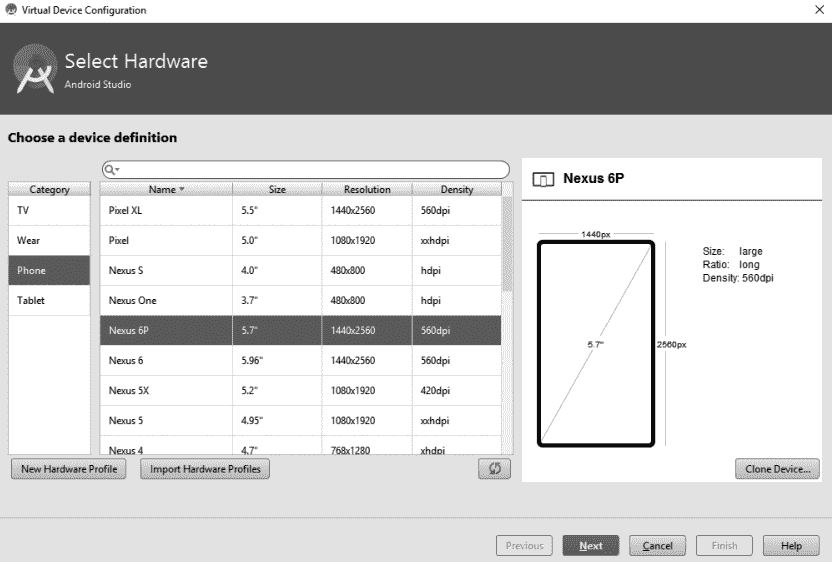 Virtual Device Configuration
Select Hardware
Android Studio
Choose a device definition
Category
TV
Wear
Phone
Tablet
Name Size Resolution Density
Pixel XL 5.5" 1440x2560 560dpi
Pixel 5.0" 1080x1920 xxhdpi
Nexus S 4.0" 480x800 hdpi
Nexus One 3.7" 480x800 hdpi
Nexus 6P 5.7" 1440x2560 560dpi
Nexus 6 5.96" 1440x2560 560dpi
Nexus 5X 5.2" 1080x1920 420dpi
Nexus 5 4.95" 1080x1920 xxhdpi
Nexus 4 4.7" 768x1280 xhdpi
New Hardware Profile Import Hardware Profiles
Nexus 6P
1440px
5.7"
2560px
Size: large
Ratio: long
Density: 560dpi
Clone Device...
Previous Next Cancel Finish Help